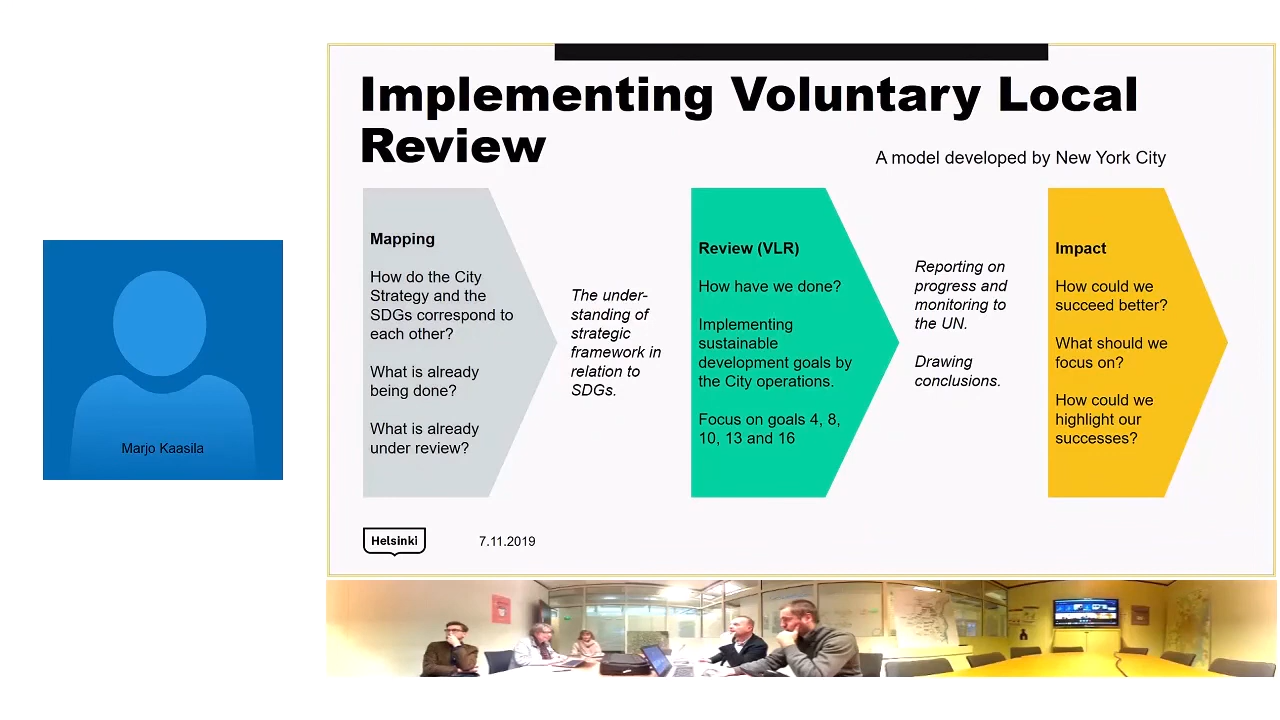 Implementing Voluntary Local
Review
A model developed by New York City
Mapping
How do the City
Strategy and the
SDGs correspond to
each other?
What is already
being done?
What is already
under review?
The under-
standing of
strategic
framework in
relation to
SDGs.
Review (VLR)
How have we done?
Implementing
sustainable
development goals by
the City operations.
Focus on goals 4, 8,
10, 13 and 16
Reporting on
progress and
monitoring to
the UN.
Drawing
conclusions.
Impact
How could we
succeed better?
What should we
focus on?
How could we
highlight our
successes?
Marjo Kaasila
Helsinki
7.11.2019